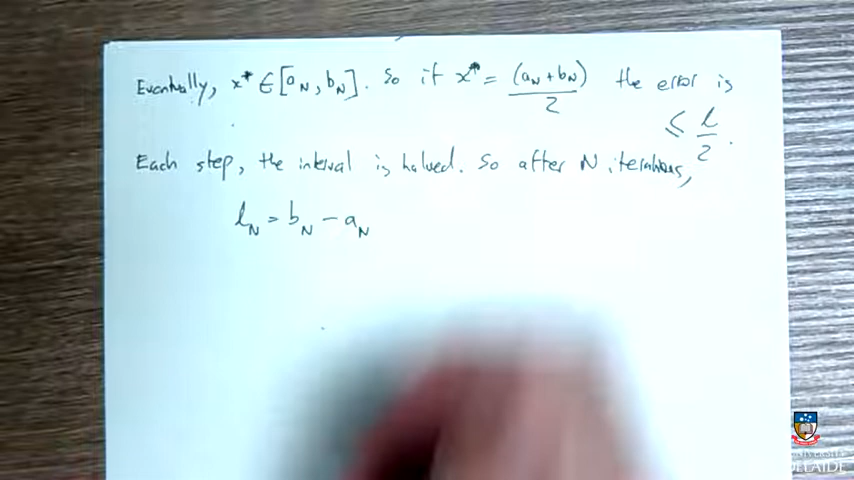 Eventually, x* ∈ [a_N, b_N]. So if x* = (a_N + b_N)/2 the error is
≤ l/2.
Each step, the interval is halved. So after N iterations,
l_N = b_N - a_N